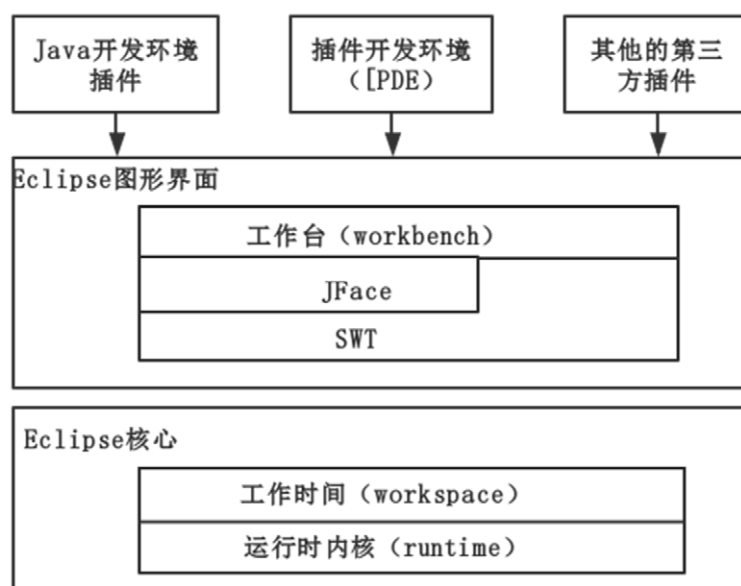 Java开发环境
插件
插件开发环境
（[PDE）
其他的第三
方插件
Eclipse图形界面
工作台（workbench）
JFace
SWT
Eclipse核心
工作时间（workspace）
运行时内核（runtime）